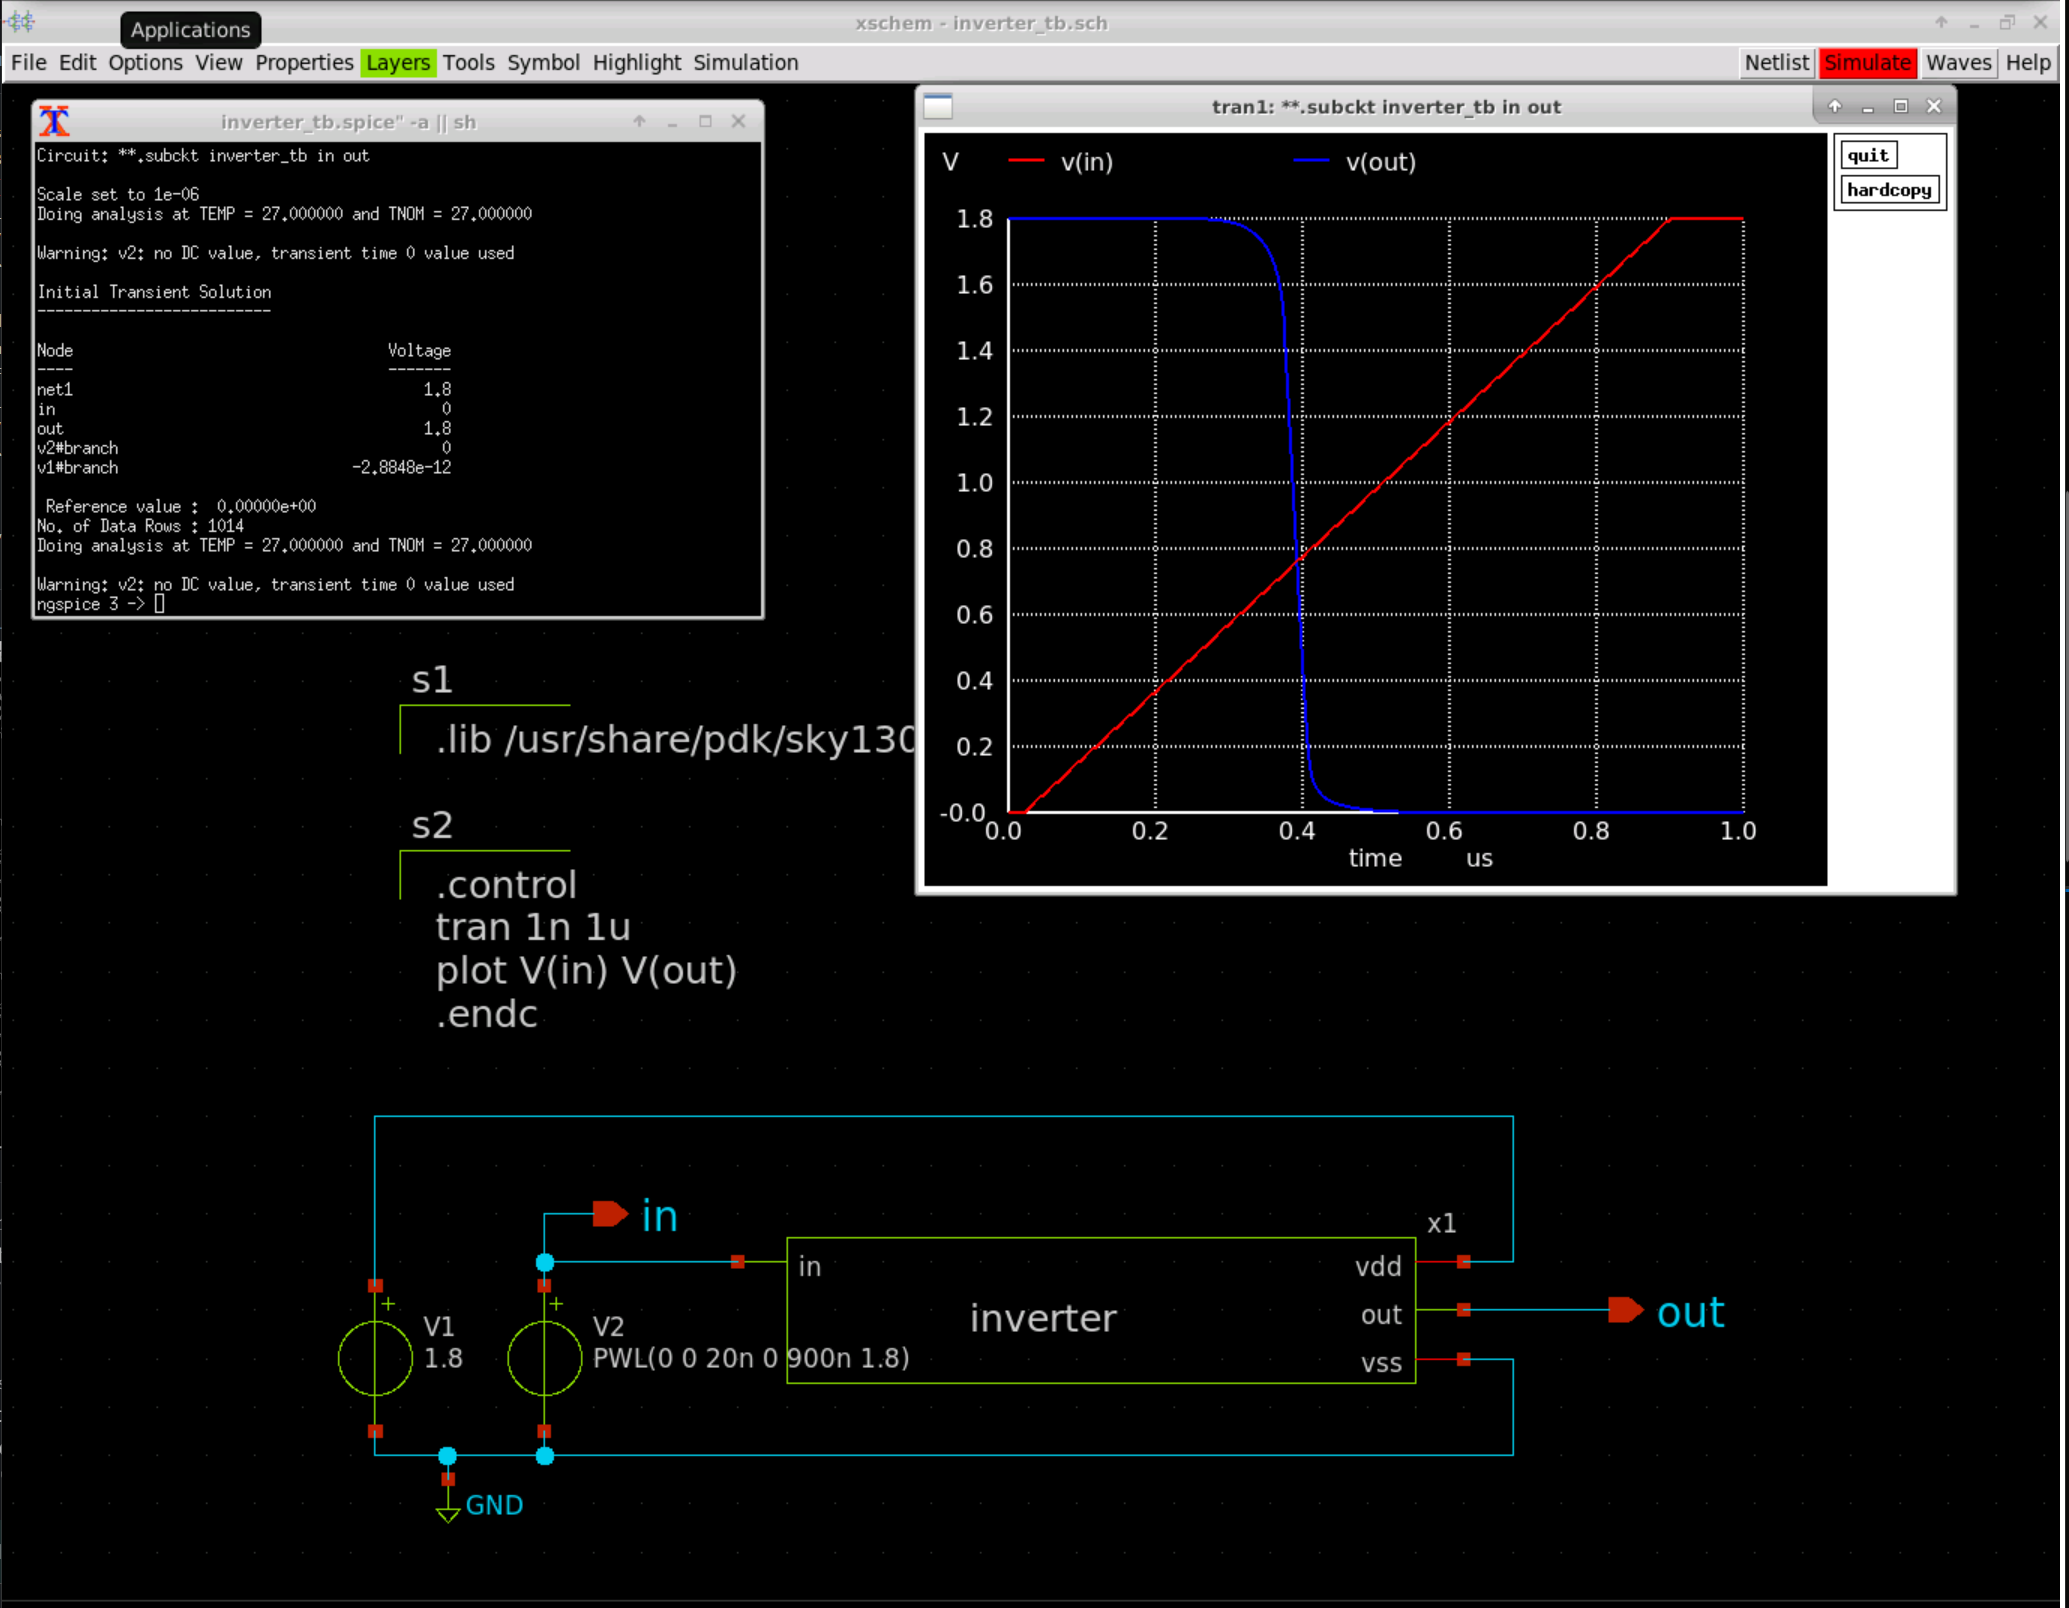 Applications
xschem - inverter_tb.sch
File Edit Options View Properties Layers Tools Symbol Highlight Simulation Netlist Simulate Waves Help
inverter_tb.spice" -a || sh
Circuit: **.subckt inverter_tb in out
Scale set to 1e-06
Doing analysis at TEMP = 27.000000 and TNOM = 27.000000
Warning: v2: no DC value, transient time 0 value used
Initial Transient Solution
--------------------------
Node Voltage
---- -------
net1 1.8
in 0
out 1.8
v2#branch 0
v1#branch -2.8848e-12
Reference value : 0.00000e+00
No. of Data Rows : 1014
Doing analysis at TEMP = 27.000000 and TNOM = 27.000000
Warning: v2: no DC value, transient time 0 value used
ngspice 3 ->
tran1: **.subckt inverter_tb in out
quit
hardcopy
V v(in) v(out)
1.8
1.6
1.4
1.2
1.0
0.8
0.6
0.4
0.2
-0.0
0.0 0.2 0.4 0.6 0.8 1.0
time us
s1
.lib /usr/share/pdk/sky130
s2
.control
tran 1n 1u
plot V(in) V(out)
.endc
in
x1
in
vdd
inverter
out
vss
out
V1
1.8
V2
PWL(0 0 20n 0 900n 1.8)
GND